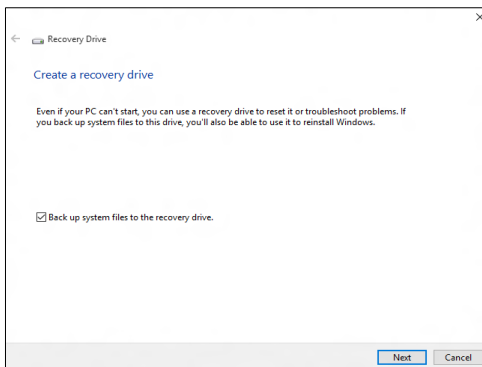 Recovery Drive
Create a recovery drive
Even if your PC can't start, you can use a recovery drive to reset it or troubleshoot problems. If
you back up system files to this drive, you'll also be able to use it to reinstall Windows.
Back up system files to the recovery drive.
Next Cancel